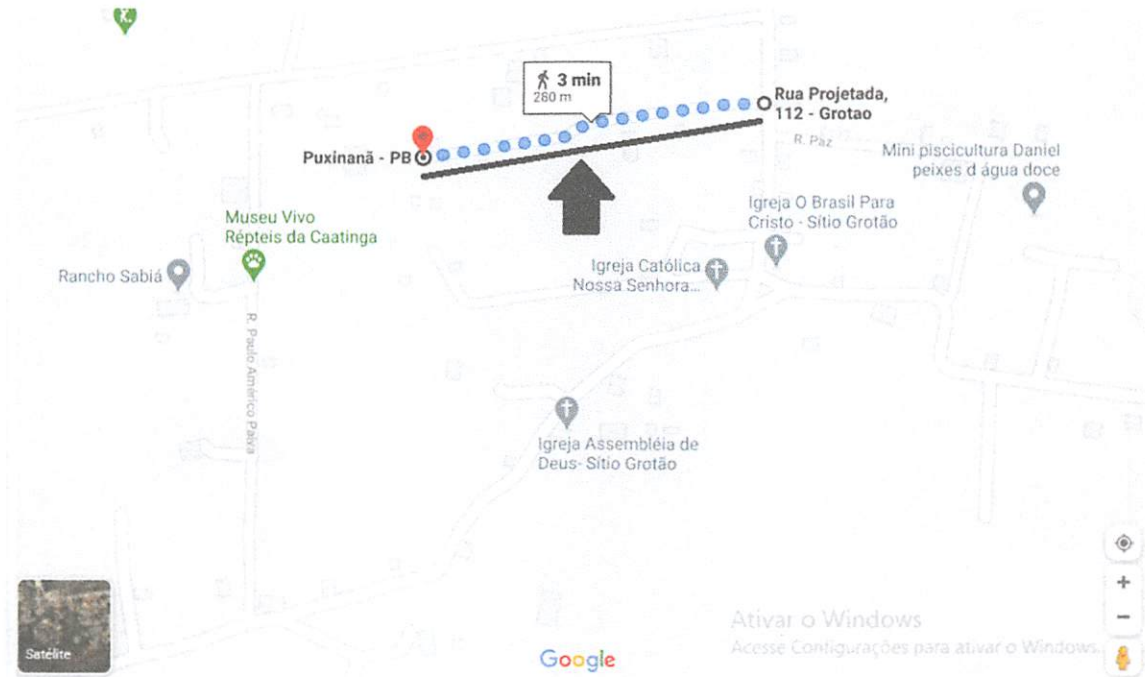 3 min
280 m
Rua Projetada,
112 - Grotao
R. Paz
Puxinanã - PB
Mini piscicultura Daniel
peixes d água doce
Igreja O Brasil Para
Cristo - Sítio Grotão
Museu Vivo
Répteis da Caatinga
Rancho Sabiá
Igreja Católica
Nossa Senhora...
R. Paulo Américo Paiva
Igreja Assembléia de
Deus- Sítio Grotão
Ativar o Windows
Acesse Configurações para ativar o Windows.
Satélite
Google